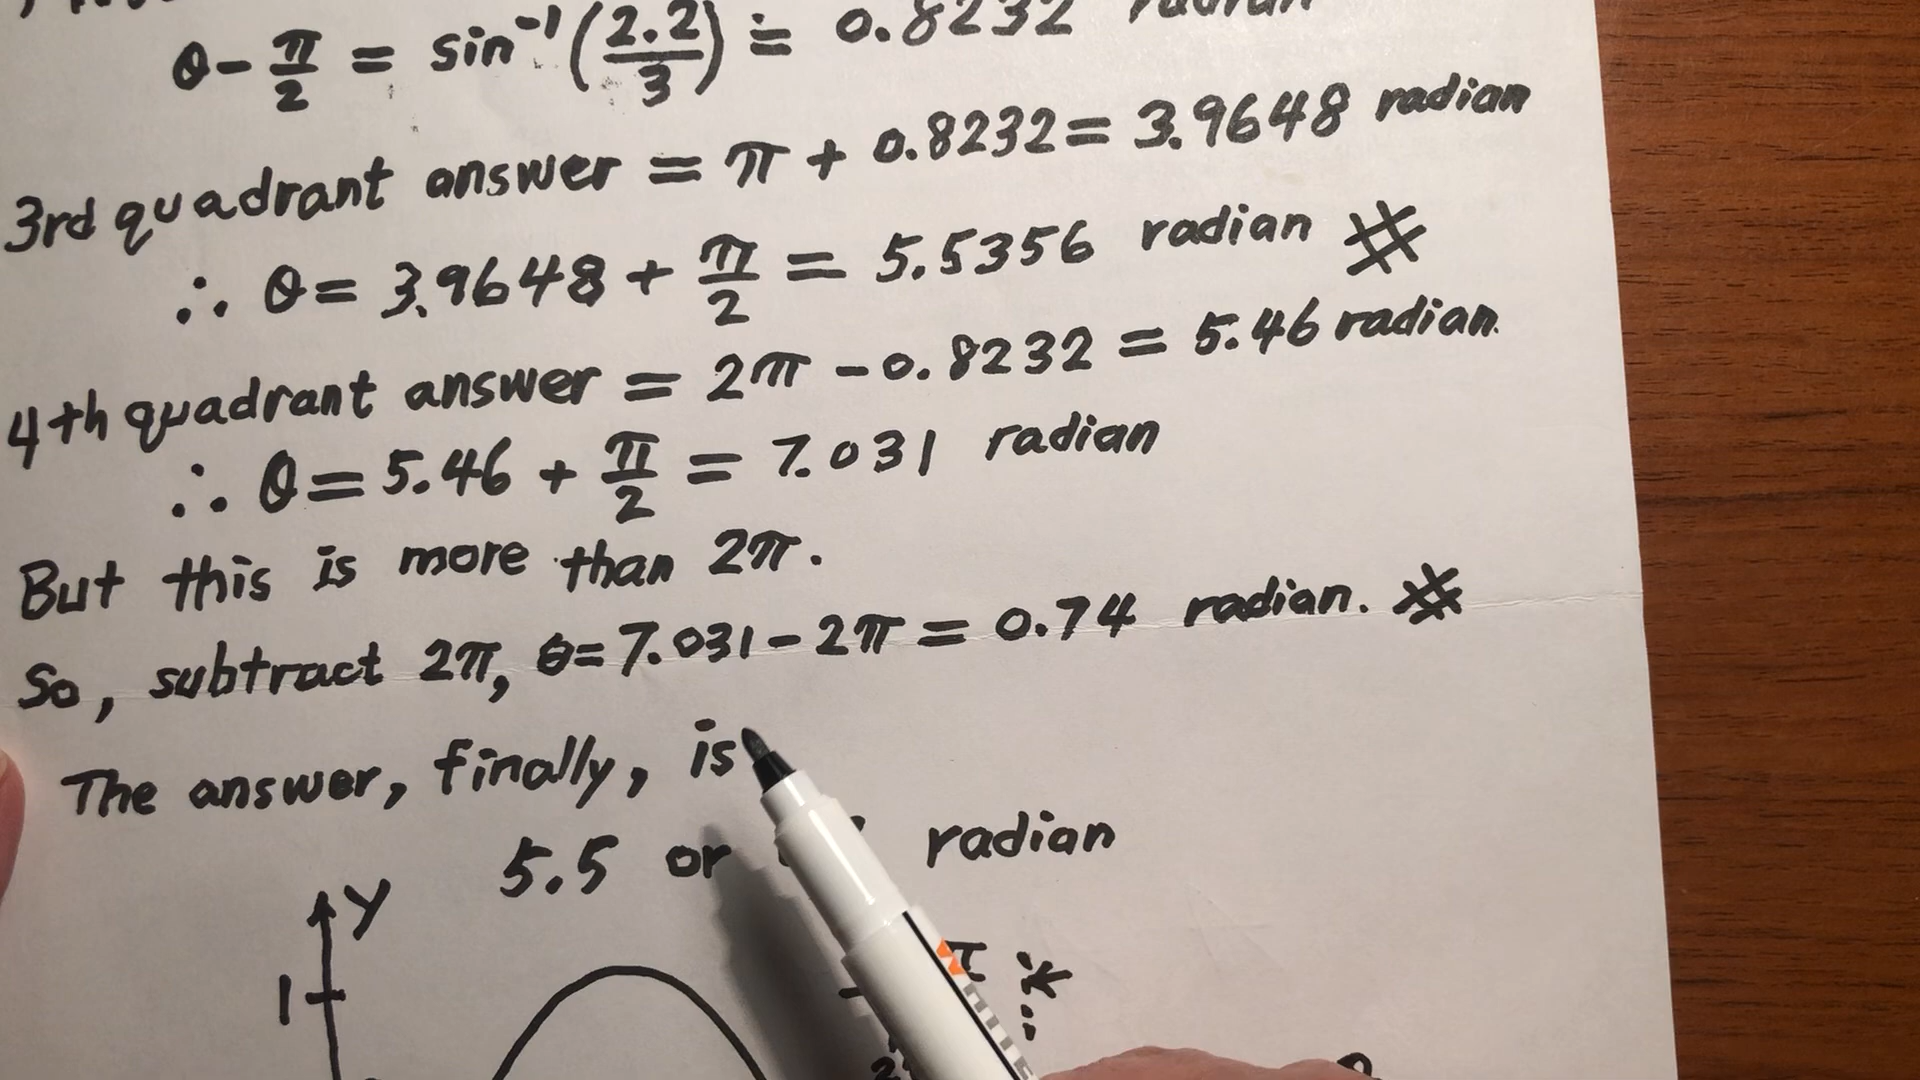 θ - π/2 = sin⁻¹(2.2/3) ≐ 0.8232 radian
3rd quadrant answer = π + 0.8232 = 3.9648 radian
∴ θ = 3.9648 + π/2 = 5.5356 radian #
4th quadrant answer = 2π - 0.8232 = 5.46 radian.
∴ θ = 5.46 + π/2 = 7.031 radian
But this is more than 2π.
So, subtract 2π, θ = 7.031 - 2π = 0.74 radian. #
The answer, finally, is
5.5 or radian
y
1
π
2